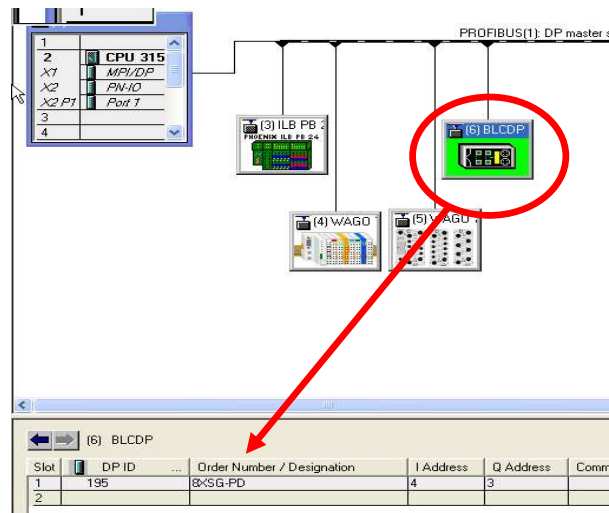 PROFIBUS(1): DP master s
1
2 CPU 315
X1 MPI/DP
X2 PN-IO
X2 P1 Port 1
3
4
(3) ILB PB 2
PHOENIX ILB PB 24
(6) BLCDP
(4) WAGO
(5) WAGO
(6) BLCDP
Slot DP ID ... Order Number / Designation I Address Q Address Comm
1 195 8XSG-PD 4 3
2